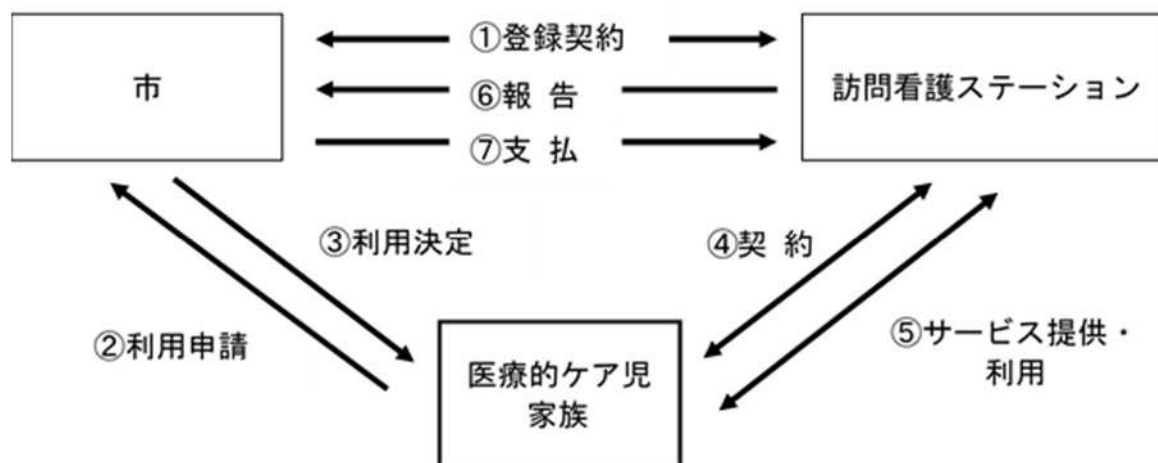 市
①登録契約
⑥報 告
⑦支 払
訪問看護ステーション
③利用決定
④契 約
②利用申請
⑤サービス提供・
利用
医療的ケア児
家族